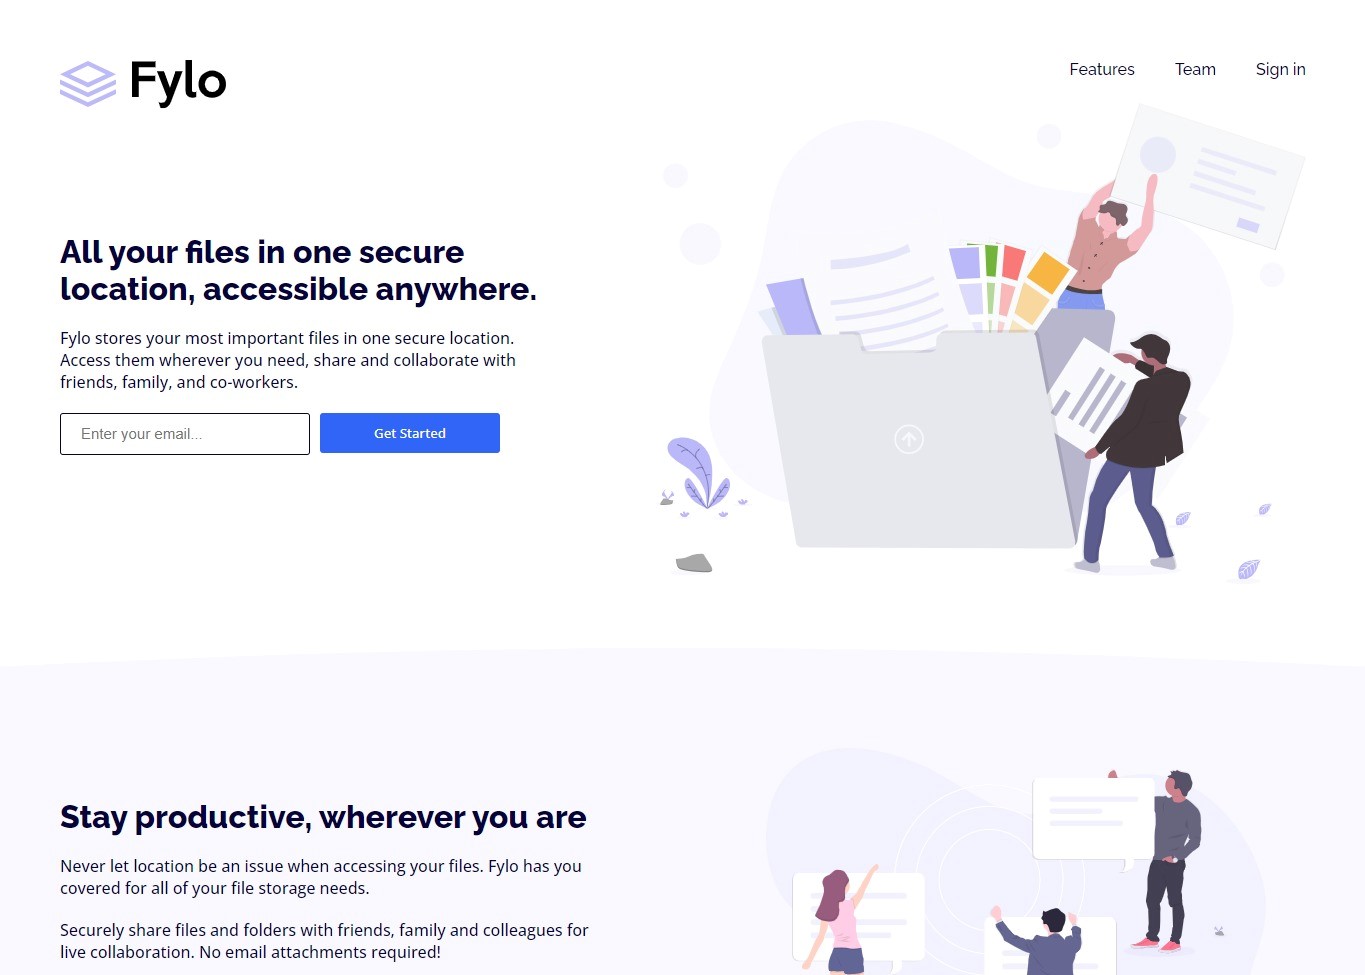 Fylo
Features Team Sign in
All your files in one secure
location, accessible anywhere.
Fylo stores your most important files in one secure location.
Access them wherever you need, share and collaborate with
friends, family, and co-workers.
Enter your email...
Get Started
Stay productive, wherever you are
Never let location be an issue when accessing your files. Fylo has you
covered for all of your file storage needs.
Securely share files and folders with friends, family and colleagues for
live collaboration. No email attachments required!